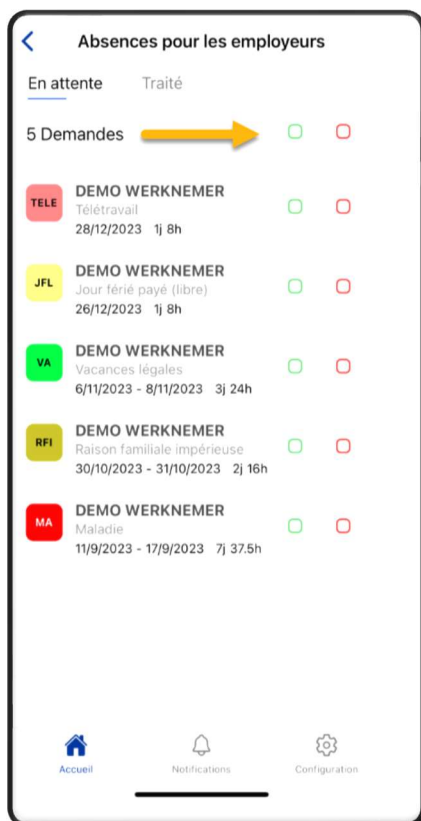 Absences pour les employeurs
En attente Traité
5 Demandes
TELE
DEMO WERKNEMER
Télétravail
28/12/2023 1j 8h
JFL
DEMO WERKNEMER
Jour férié payé (libre)
26/12/2023 1j 8h
VA
DEMO WERKNEMER
Vacances légales
6/11/2023 - 8/11/2023 3j 24h
RFI
DEMO WERKNEMER
Raison familiale impérieuse
30/10/2023 - 31/10/2023 2j 16h
MA
DEMO WERKNEMER
Maladie
11/9/2023 - 17/9/2023 7j 37.5h
Accueil Notifications Configuration